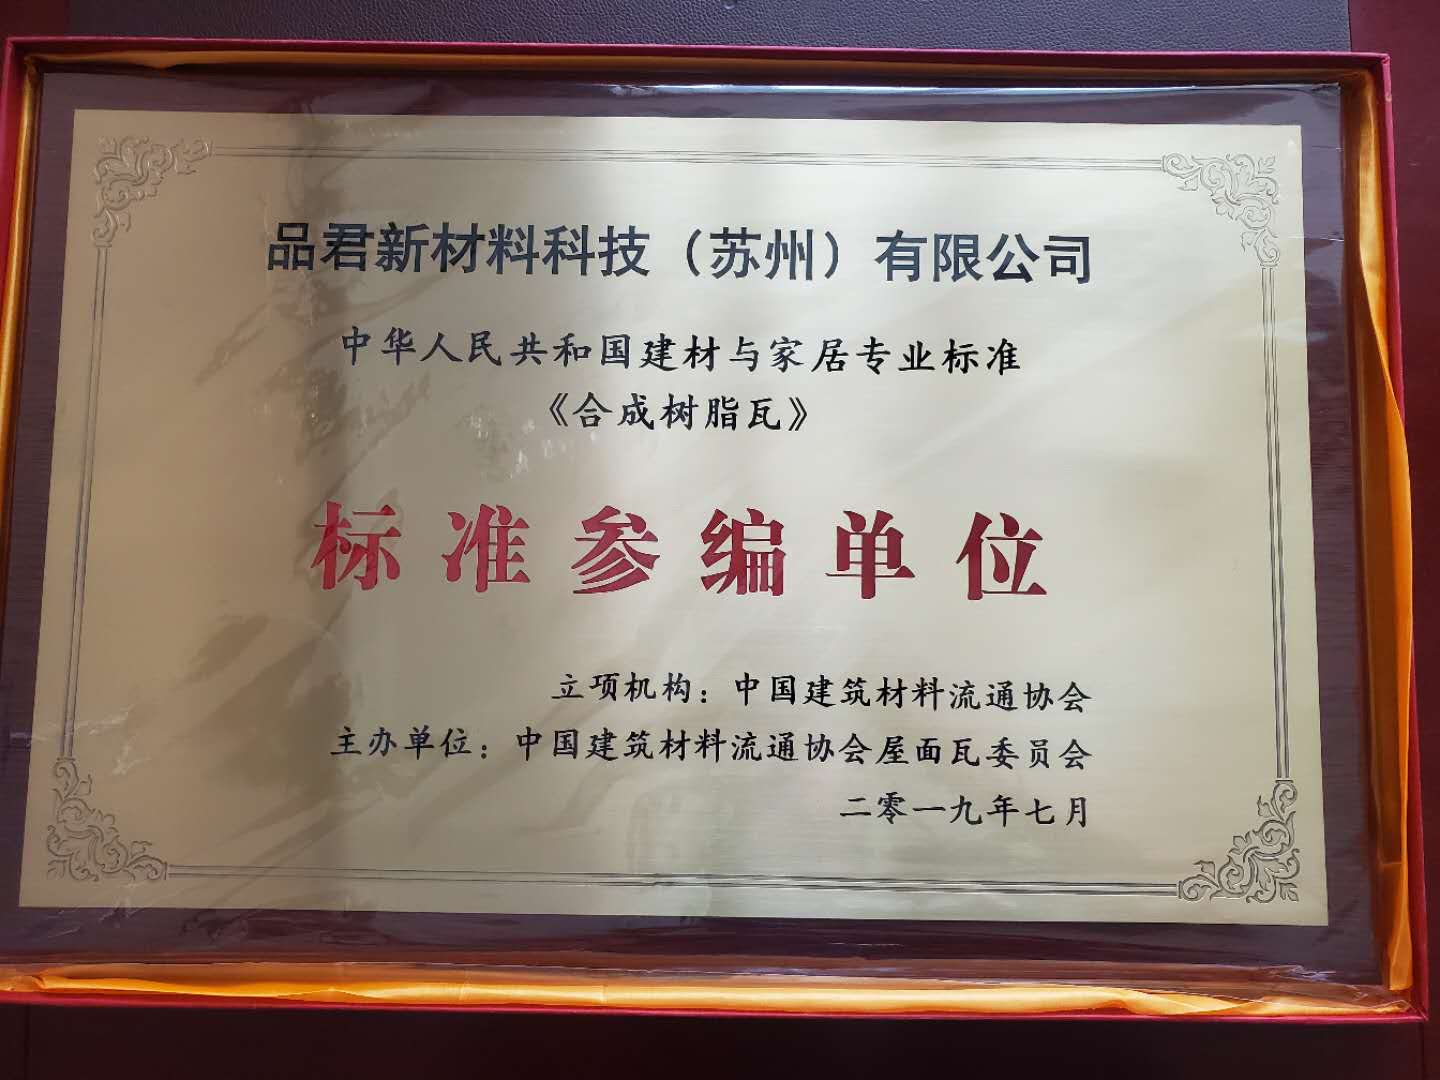 品君新材料科技（苏州）有限公司
中华人民共和国建材与家居专业标准
《合成树脂瓦》
标准参编单位
立项机构：中国建筑材料流通协会
主办单位：中国建筑材料流通协会屋面瓦委员会
二零一九年七月